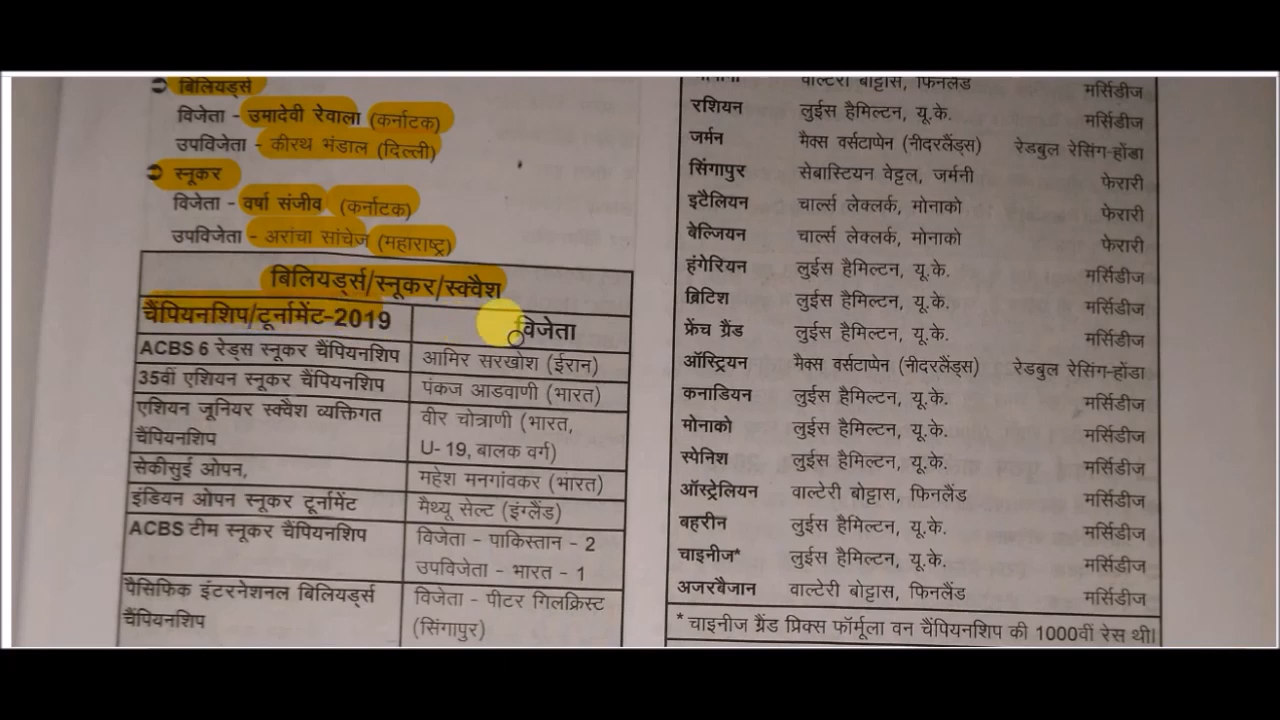 ➲ बिलियर्ड्स
विजेता - उमादेवी रेवाला (कर्नाटक)
उपविजेता - कीरथ भंडाल (दिल्ली)
➲ स्नूकर
विजेता - वर्षा संजीव (कर्नाटक)
उपविजेता - अरांचा सांचेज (महाराष्ट्र)
बिलियर्ड्स/स्नूकर/स्क्वैश
चैंपियनशिप/टूर्नामेंट-2019 विजेता
ACBS 6 रेड्स स्नूकर चैंपियनशिप आमिर सरखोश (ईरान)
35वीं एशियन स्नूकर चैंपियनशिप पंकज आडवाणी (भारत)
एशियन जूनियर स्क्वैश व्यक्तिगत वीर चोत्राणी (भारत,
चैंपियनशिप U- 19, बालक वर्ग)
सेकीसुई ओपन, महेश मनगांवकर (भारत)
इंडियन ओपन स्नूकर टूर्नामेंट मैथ्यू सेल्ट (इंग्लैंड)
ACBS टीम स्नूकर चैंपियनशिप विजेता - पाकिस्तान - 2
उपविजेता - भारत - 1
पैसिफिक इंटरनेशनल बिलियर्ड्स विजेता - पीटर गिलक्रिस्ट
चैंपियनशिप (सिंगापुर)
वाल्टेरी बोट्टास, फिनलैंड मर्सिडीज
रशियन लुईस हैमिल्टन, यू.के. मर्सिडीज
जर्मन मैक्स वर्सटाप्पेन (नीदरलैंड्स) रेडबुल रेसिंग-होंडा
सिंगापुर सेबास्टियन वेट्टल, जर्मनी फेरारी
इटैलियन चार्ल्स लेक्लर्क, मोनाको फेरारी
बेल्जियन चार्ल्स लेक्लर्क, मोनाको फेरारी
हंगेरियन लुईस हैमिल्टन, यू.के. मर्सिडीज
ब्रिटिश लुईस हैमिल्टन, यू.के. मर्सिडीज
फ्रेंच ग्रैंड लुईस हैमिल्टन, यू.के. मर्सिडीज
ऑस्ट्रियन मैक्स वर्सटाप्पेन (नीदरलैंड्स) रेडबुल रेसिंग-होंडा
कनाडियन लुईस हैमिल्टन, यू.के. मर्सिडीज
मोनाको लुईस हैमिल्टन, यू.के. मर्सिडीज
स्पेनिश लुईस हैमिल्टन, यू.के. मर्सिडीज
ऑस्ट्रेलियन वाल्टेरी बोट्टास, फिनलैंड मर्सिडीज
बहरीन लुईस हैमिल्टन, यू.के. मर्सिडीज
चाइनीज* लुईस हैमिल्टन, यू.के. मर्सिडीज
अजरबैजान वाल्टेरी बोट्टास, फिनलैंड मर्सिडीज
* चाइनीज ग्रैंड प्रिक्स फॉर्मूला वन चैंपियनशिप की 1000वीं रेस थी।